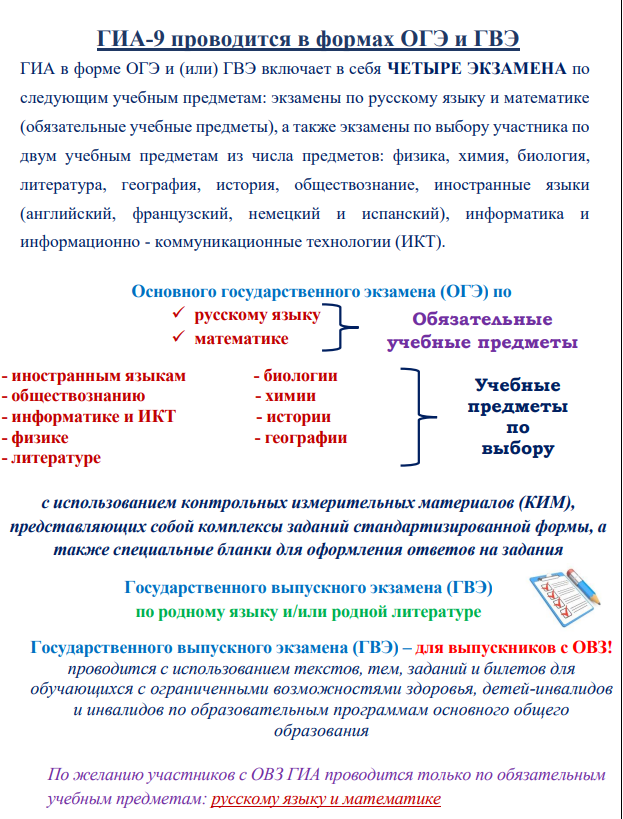 ГИА-9 проводится в формах ОГЭ и ГВЭ
ГИА в форме ОГЭ и (или) ГВЭ включает в себя ЧЕТЫРЕ ЭКЗАМЕНА по
следующим учебным предметам: экзамены по русскому языку и математике
(обязательные учебные предметы), а также экзамены по выбору участника по
двум учебным предметам из числа предметов: физика, химия, биология,
литература, география, история, обществознание, иностранные языки
(английский, французский, немецкий и испанский), информатика и
информационно - коммуникационные технологии (ИКТ).
Основного государственного экзамена (ОГЭ) по
✓ русскому языку
✓ математике
Обязательные
учебные предметы
- иностранным языкам
- обществознанию
- информатике и ИКТ
- физике
- литературе
- биологии
- химии
- истории
- географии
Учебные
предметы
по
выбору
с использованием контрольных измерительных материалов (КИМ),
представляющих собой комплексы заданий стандартизированной формы, а
также специальные бланки для оформления ответов на задания
Государственного выпускного экзамена (ГВЭ)
по родному языку и/или родной литературе
Государственного выпускного экзамена (ГВЭ) – для выпускников с ОВЗ!
проводится с использованием текстов, тем, заданий и билетов для
обучающихся с ограниченными возможностями здоровья, детей-инвалидов
и инвалидов по образовательным программам основного общего
образования
По желанию участников с ОВЗ ГИА проводится только по обязательным
учебным предметам: русскому языку и математике